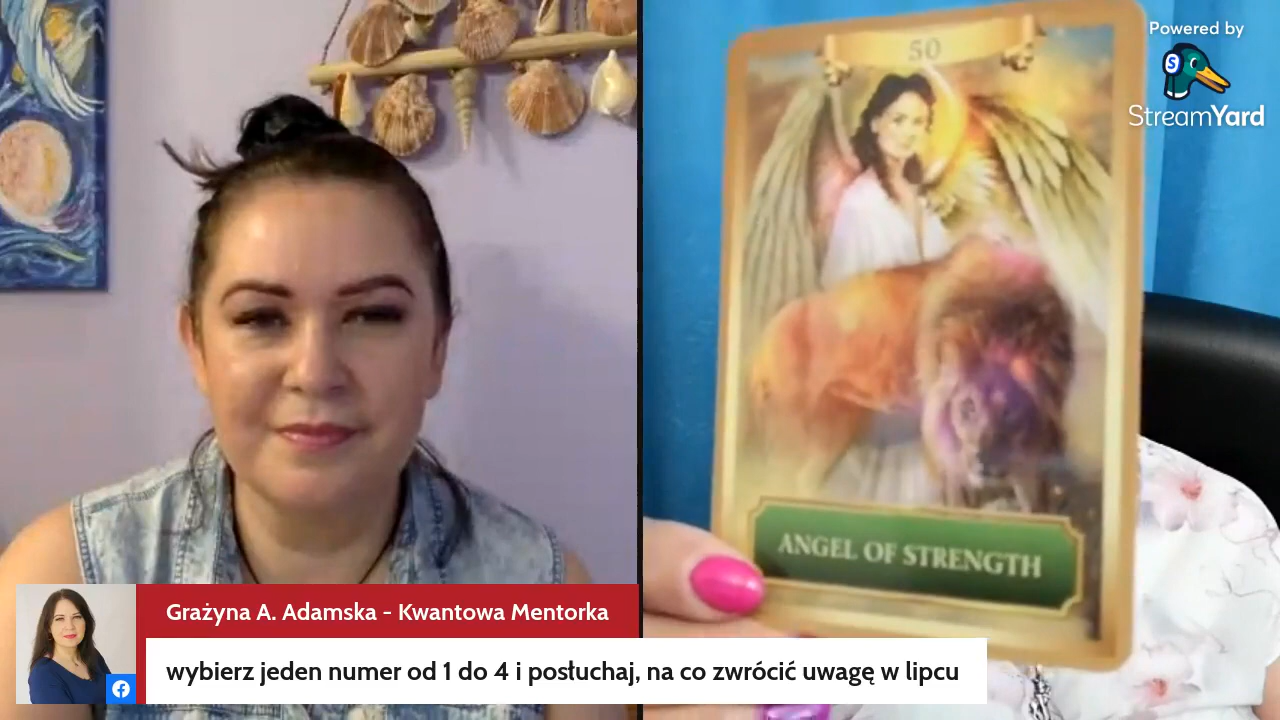 50
Powered by
StreamYard
ANGEL OF STRENGTH
Grażyna A. Adamska - Kwantowa Mentorka
wybierz jeden numer od 1 do 4 i posłuchaj, na co zwrócić uwagę w lipcu